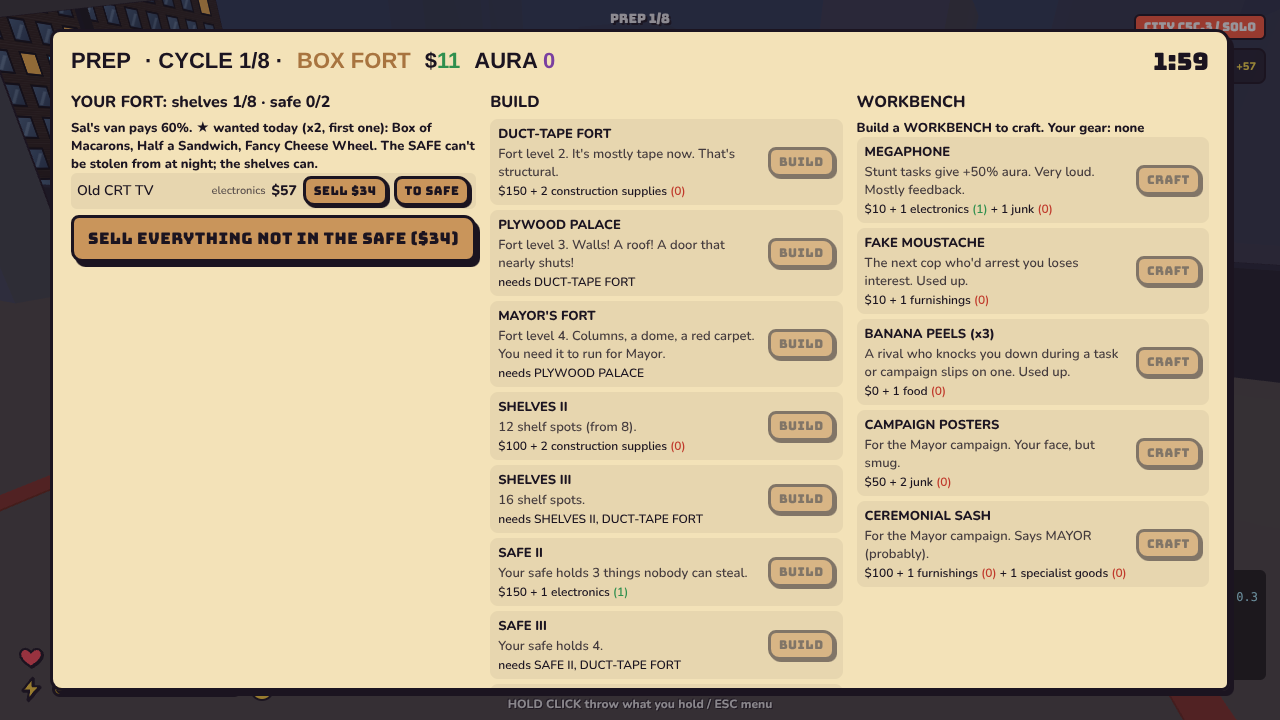 PREP 1/8
CITY C5C-3 / SOLO
PREP · CYCLE 1/8 · BOX FORT $11 AURA 0
1:59
+57
YOUR FORT: shelves 1/8 · safe 0/2
Sal's van pays 60%. ★ wanted today (x2, first one): Box of
Macarons, Half a Sandwich, Fancy Cheese Wheel. The SAFE can't
be stolen from at night; the shelves can.
Old CRT TV electronics $57 SELL $34 TO SAFE
SELL EVERYTHING NOT IN THE SAFE ($34)
BUILD
DUCT-TAPE FORT
Fort level 2. It's mostly tape now. That's
structural.
$150 + 2 construction supplies (0)
BUILD
PLYWOOD PALACE
Fort level 3. Walls! A roof! A door that
nearly shuts!
needs DUCT-TAPE FORT
BUILD
MAYOR'S FORT
Fort level 4. Columns, a dome, a red carpet.
You need it to run for Mayor.
needs PLYWOOD PALACE
BUILD
SHELVES II
12 shelf spots (from 8).
$100 + 2 construction supplies (0)
BUILD
SHELVES III
16 shelf spots.
needs SHELVES II, DUCT-TAPE FORT
BUILD
SAFE II
Your safe holds 3 things nobody can steal.
$150 + 1 electronics (1)
BUILD
SAFE III
Your safe holds 4.
needs SAFE II, DUCT-TAPE FORT
BUILD
WORKBENCH
Build a WORKBENCH to craft. Your gear: none
MEGAPHONE
Stunt tasks give +50% aura. Very loud.
Mostly feedback.
$10 + 1 electronics (1) + 1 junk (0)
CRAFT
FAKE MOUSTACHE
The next cop who'd arrest you loses
interest. Used up.
$10 + 1 furnishings (0)
CRAFT
BANANA PEELS (x3)
A rival who knocks you down during a task
or campaign slips on one. Used up.
$0 + 1 food (0)
CRAFT
CAMPAIGN POSTERS
For the Mayor campaign. Your face, but
smug.
$50 + 2 junk (0)
CRAFT
CEREMONIAL SASH
For the Mayor campaign. Says MAYOR
(probably).
$100 + 1 furnishings (0) + 1 specialist goods (0)
CRAFT
0.3
HOLD CLICK throw what you hold / ESC menu